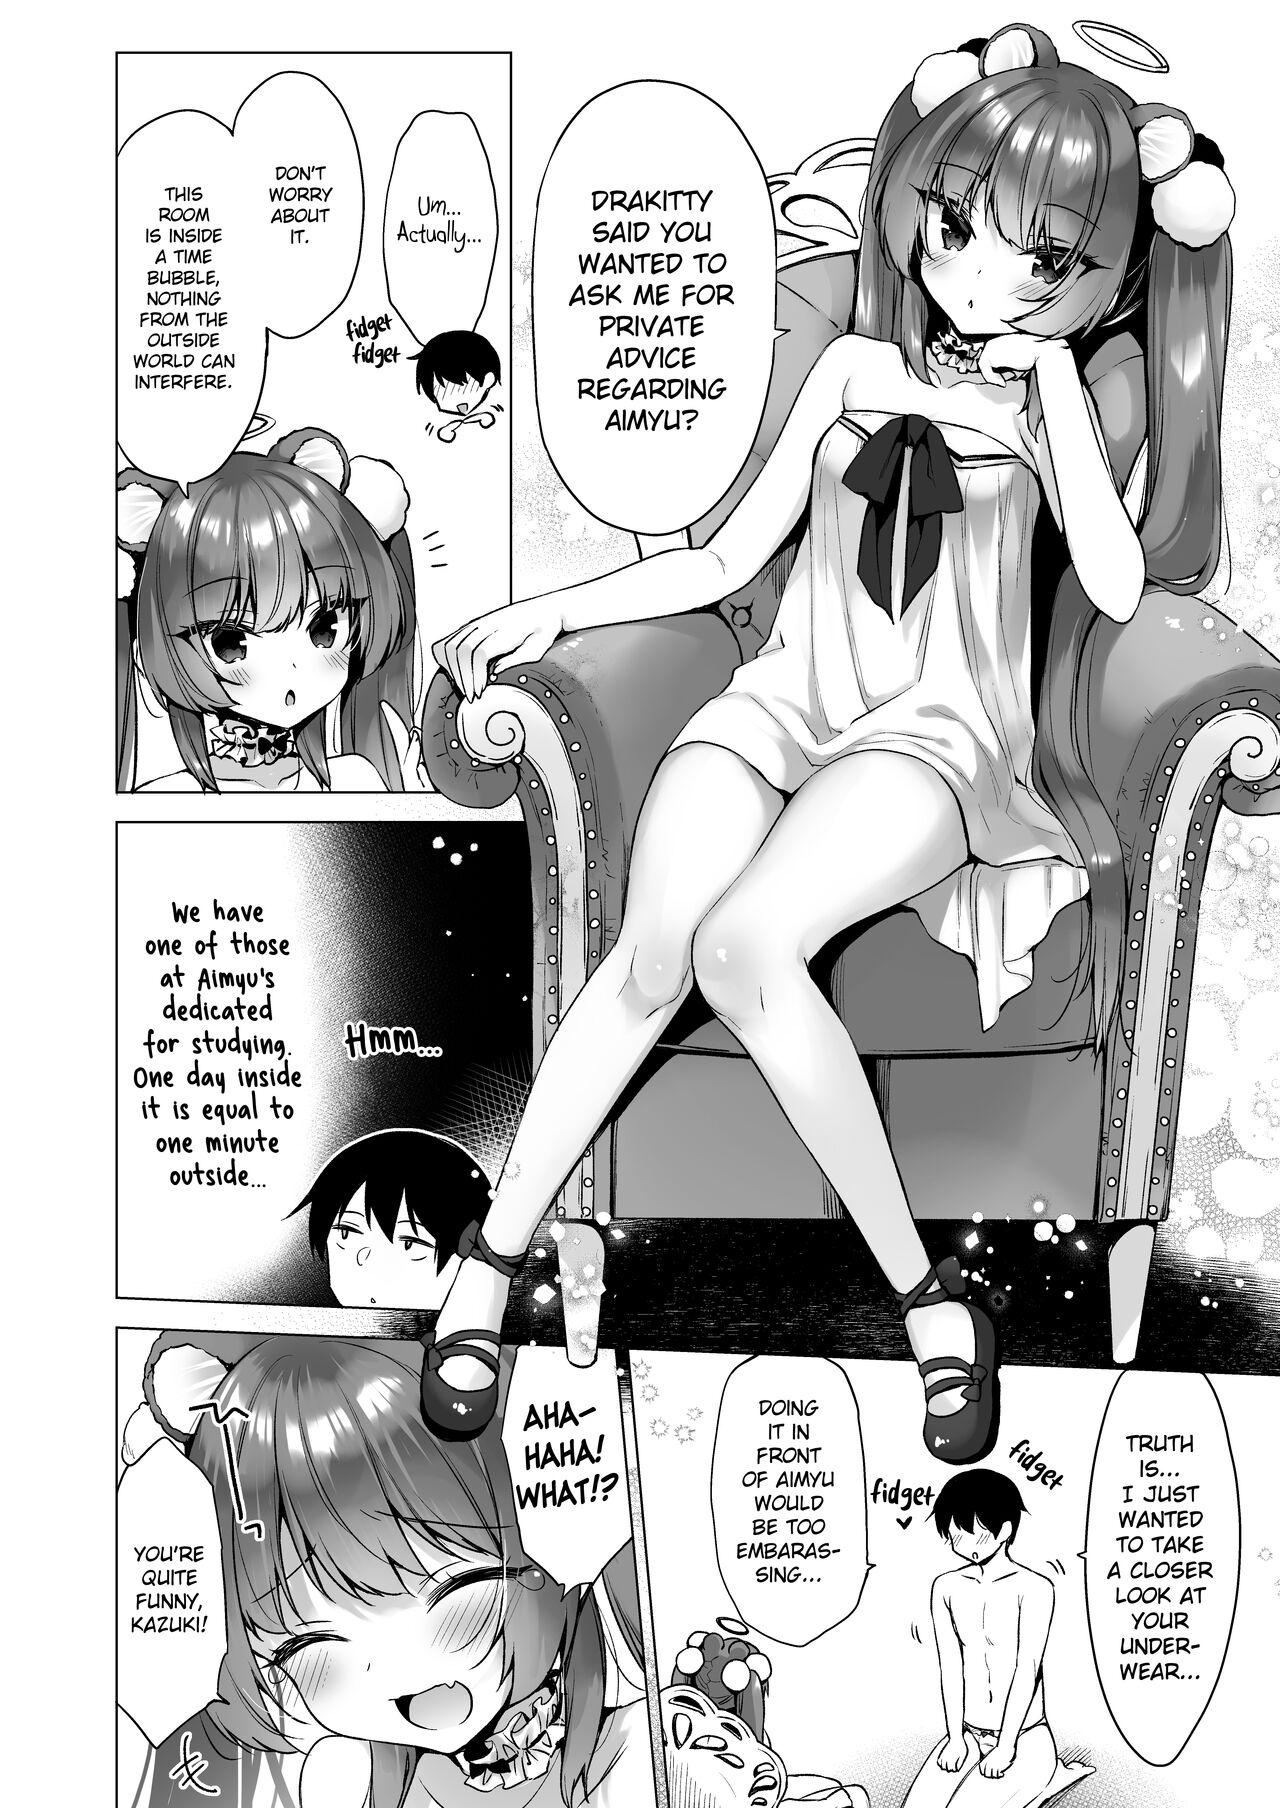 DRAKITTY
SAID YOU
WANTED TO
ASK ME FOR
PRIVATE
ADVICE
REGARDING
AIMYU?
Um...
Actually...
fidget
fidget
DON'T
WORRY
ABOUT
IT.
THIS
ROOM
IS INSIDE
A TIME
BUBBLE,
NOTHING
FROM THE
OUTSIDE
WORLD CAN
INTERFERE.
Hmm...
We have
one of those
at Aimyu's
dedicated
for studying.
One day inside
it is equal to
one minute
outside...
TRUTH
IS...
I JUST
WANTED
TO TAKE
A CLOSER
LOOK AT
YOUR
UNDER-
WEAR...
fidget
fidget
DOING
IT IN
FRONT
OF AIMYU
WOULD
BE TOO
EMBARAS-
SING...
AHA-
HAHA!
WHAT!?
YOU'RE
QUITE
FUNNY,
KAZUKI!